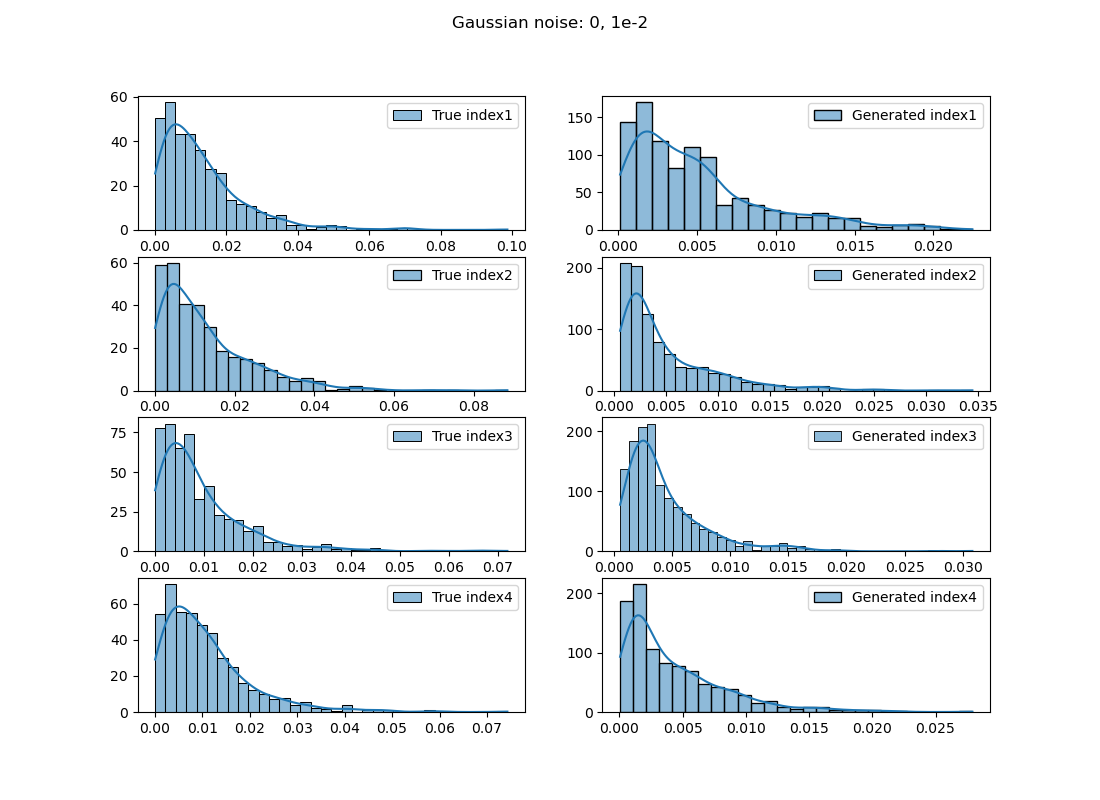 Gaussian noise: 0, 1e-2
60
40
20
0
True index1
0.00 0.02 0.04 0.06 0.08 0.10
150
100
50
0
Generated index1
0.000 0.005 0.010 0.015 0.020
60
40
20
0
True index2
0.00 0.02 0.04 0.06 0.08
200
100
0
Generated index2
0.000 0.005 0.010 0.015 0.020 0.025 0.030 0.035
75
50
25
0
True index3
0.00 0.01 0.02 0.03 0.04 0.05 0.06 0.07
200
100
0
Generated index3
0.000 0.005 0.010 0.015 0.020 0.025 0.030
60
40
20
0
True index4
0.00 0.01 0.02 0.03 0.04 0.05 0.06 0.07
200
100
0
Generated index4
0.000 0.005 0.010 0.015 0.020 0.025